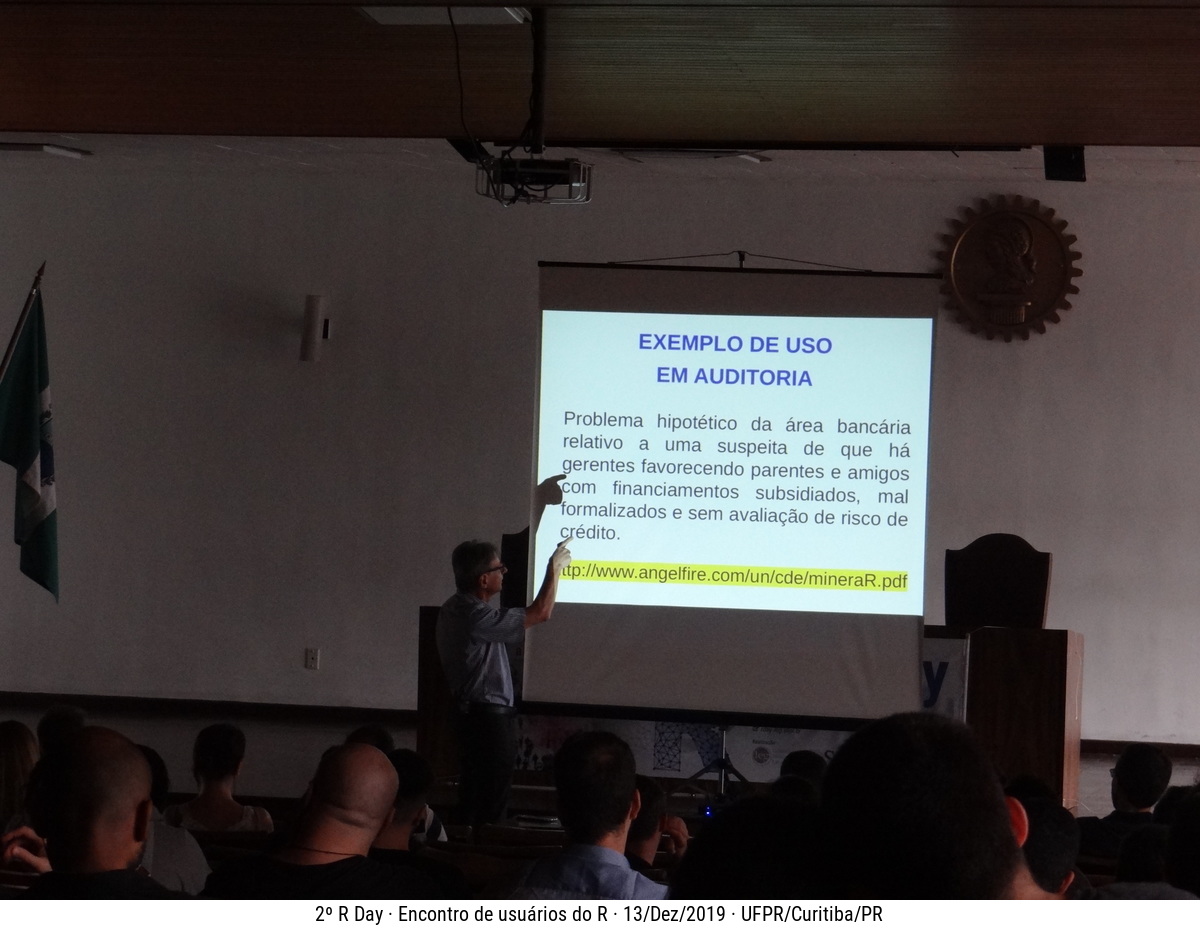 EXEMPLO DE USO
EM AUDITORIA
Problema hipotético da área bancária
relativo a uma suspeita de que há
gerentes favorecendo parentes e amigos
com financiamentos subsidiados, mal
formalizados e sem avaliação de risco de
crédito.
ttp://www.angelfire.com/un/cde/mineraR.pdf
y
2º R Day · Encontro de usuários do R · 13/Dez/2019 · UFPR/Curitiba/PR